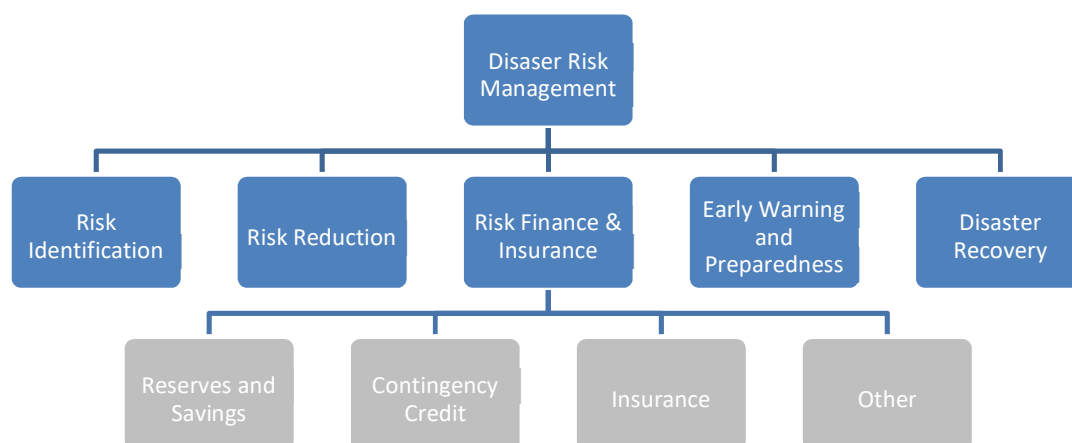 Disaser Risk
Management
Risk
Identification
Risk Reduction
Risk Finance &
Insurance
Early Warning
and
Preparedness
Disaster
Recovery
Reserves and
Savings
Contingency
Credit
Insurance
Other